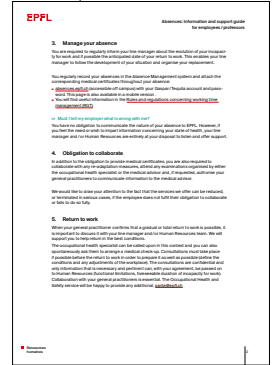 EPFL
Absences: information and support guide
for employees / professors
3. Manage your absence
You are required to regularly inform your line manager about the evolution of your incapaci-
ty for work and if possible the anticipated date of your return to work. This enables your line
manager to follow the development of your situation and organise your replacement.
You regularly record your absences in the Absence Management system and attach the
corresponding medical certificates throughout your absence:
absences.epfl.ch (accessible off campus) with your Gaspar/Tequila account and pass-
word. This page is also available in a mobile version.
You will find useful information in the Rules and regulations concerning working time
management (RGT)
Must I tell my employer what is wrong with me?
You have no obligation to communicate the nature of your absence to EPFL. However, if
you feel the need or wish to impart information concerning your state of health, your line
manager and / or Human Resources are entirely at your disposal to listen and offer support.
4. Obligation to collaborate
In addition to the obligation to provide medical certificates, you are also required to
collaborate with any re-adaptation measures, attend any examinations organised by either
the occupational health specialist or the medical advisor and, if requested, authorise your
general practitioners to communicate information to the medical advisor.
We would like to draw your attention to the fact that the services we offer can be reduced,
or terminated in serious cases, if the employee does not fulfil their obligation to collaborate
or fails to do so fully.
5. Return to work
When your general practitioner confirms that a gradual or total return to work is possible, it
is important to discuss it with your line manager and/or Human Resources team. We will
support you to help return in the best conditions.
The occupational health specialist can be called upon in this context and you can also
spontaneously ask them to arrange a medical check-up. Consultations must take place
if possible before the return to work in order to prepare it as well as possible (define the
conditions and any adjustments of the workplace). The consultations are confidential and
only information that is necessary and pertinent can, with your agreement, be passed on
to Human Resources (functional limitations, foreseeable duration of incapacity for work).
Collaboration with your general practitioners is essential. The Occupational Health and
Safety service will be happy to provide any additional. sante@epfl.ch
Ressources
humaines